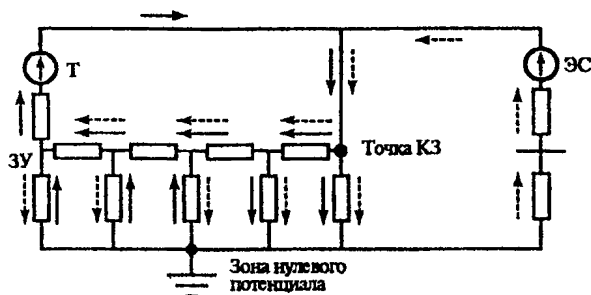 Т
ЭС
ЗУ
Точка КЗ
Зона нулевого
потенциала